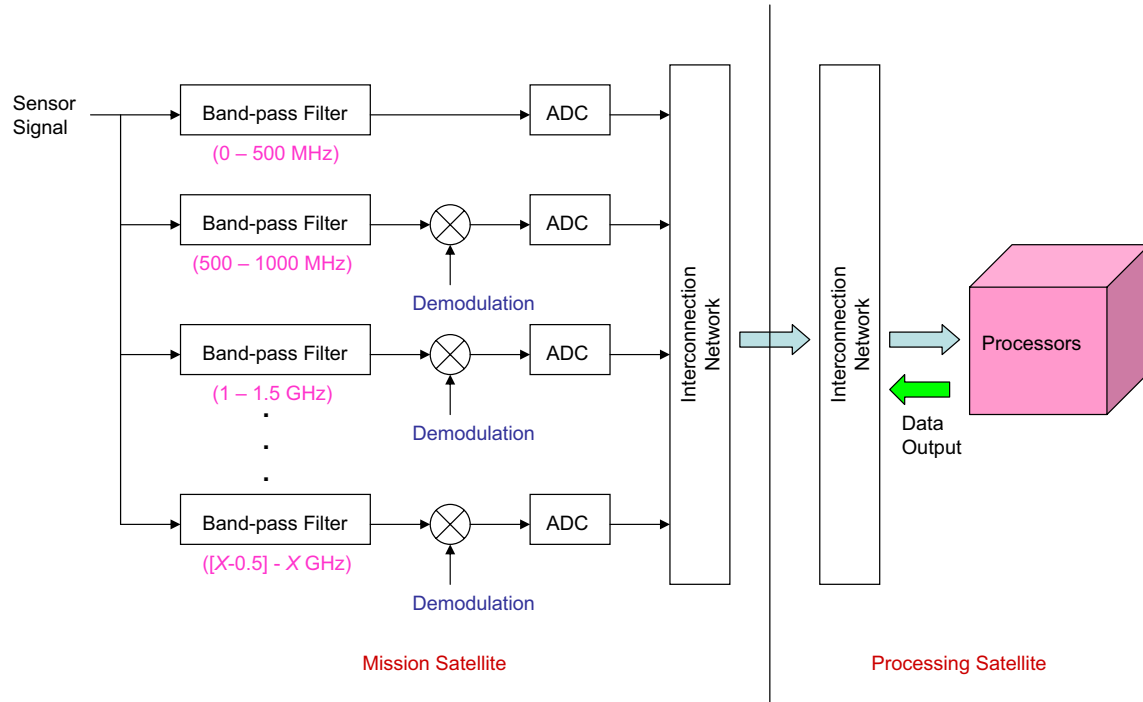 Sensor
Signal
Band-pass Filter
ADC
(0 – 500 MHz)
Band-pass Filter
ADC
(500 – 1000 MHz)
Demodulation
Band-pass Filter
ADC
(1 – 1.5 GHz)
Demodulation
.
.
.
Band-pass Filter
ADC
([X-0.5] - X GHz)
Demodulation
Interconnection
Network
Interconnection
Network
Processors
Data
Output
Mission Satellite
Processing Satellite